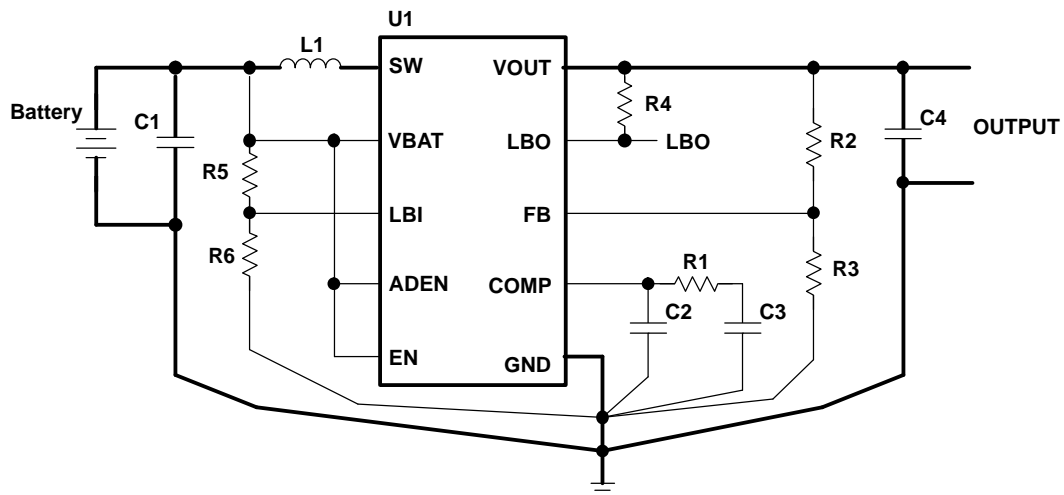 U1
L1
SW
VOUT
Battery
C1
R4
C4
OUTPUT
VBAT
LBO
LBO
R2
R5
LBI
FB
R6
R1
R3
ADEN
COMP
C2
C3
EN
GND